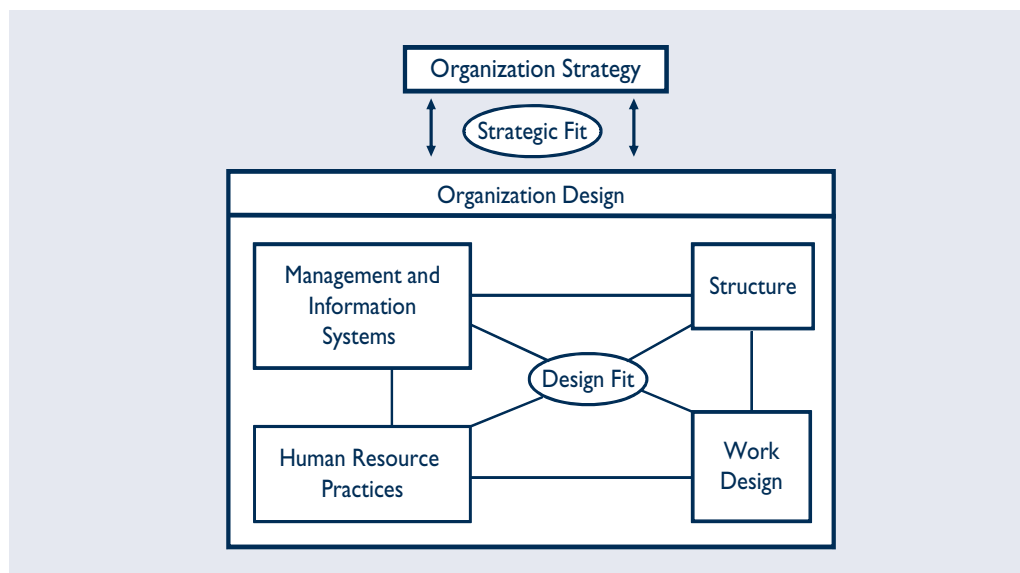 Organization Strategy
Strategic Fit
Organization Design
Management and
Information
Systems
Structure
Design Fit
Human Resource
Practices
Work
Design